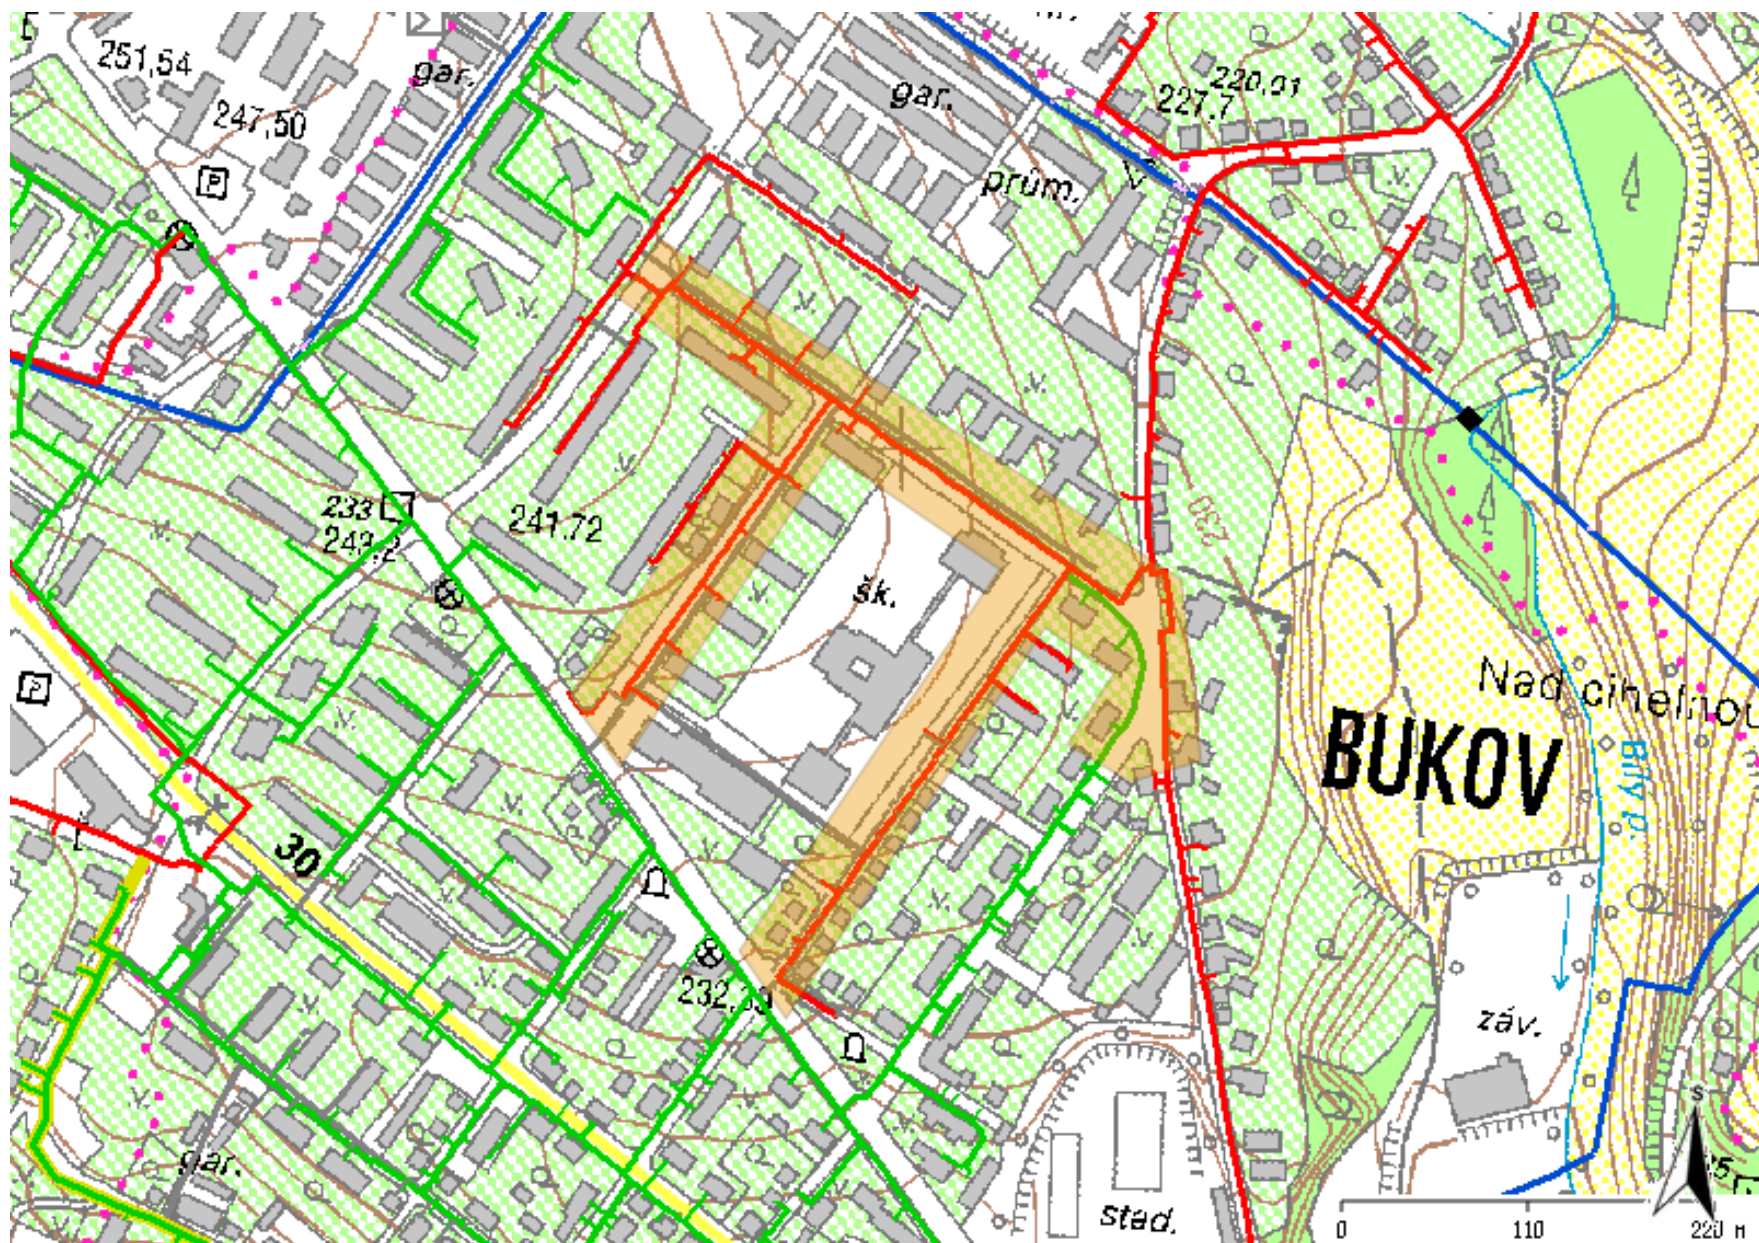 251,54
gar.
247,50
P
gar.
220,01
227,7
prům.
233
243,2
241.72
šk.
230
P
Nad cihelnou
BUKOV
Bílý p.
30
232,33
záv.
gar.
stad.
S
0 110 220 M